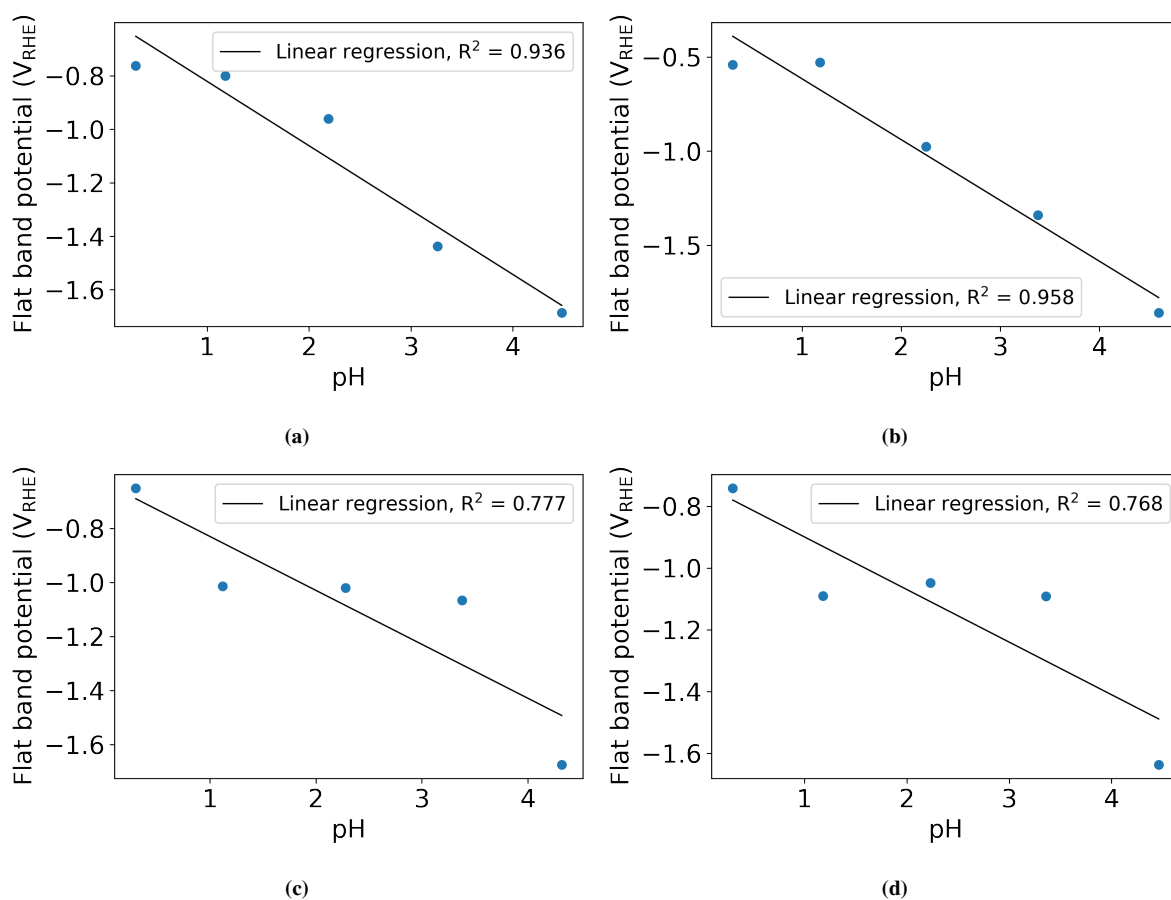 Flat band potential (V_RHE)
Linear regression, R² = 0.936
−0.8
−1.0
−1.2
−1.4
−1.6
1 2 3 4
pH
(a)
Flat band potential (V_RHE)
−0.5
−1.0
−1.5
Linear regression, R² = 0.958
1 2 3 4
pH
(b)
Flat band potential (V_RHE)
Linear regression, R² = 0.777
−0.8
−1.0
−1.2
−1.4
−1.6
1 2 3 4
pH
(c)
Flat band potential (V_RHE)
Linear regression, R² = 0.768
−0.8
−1.0
−1.2
−1.4
−1.6
1 2 3 4
pH
(d)